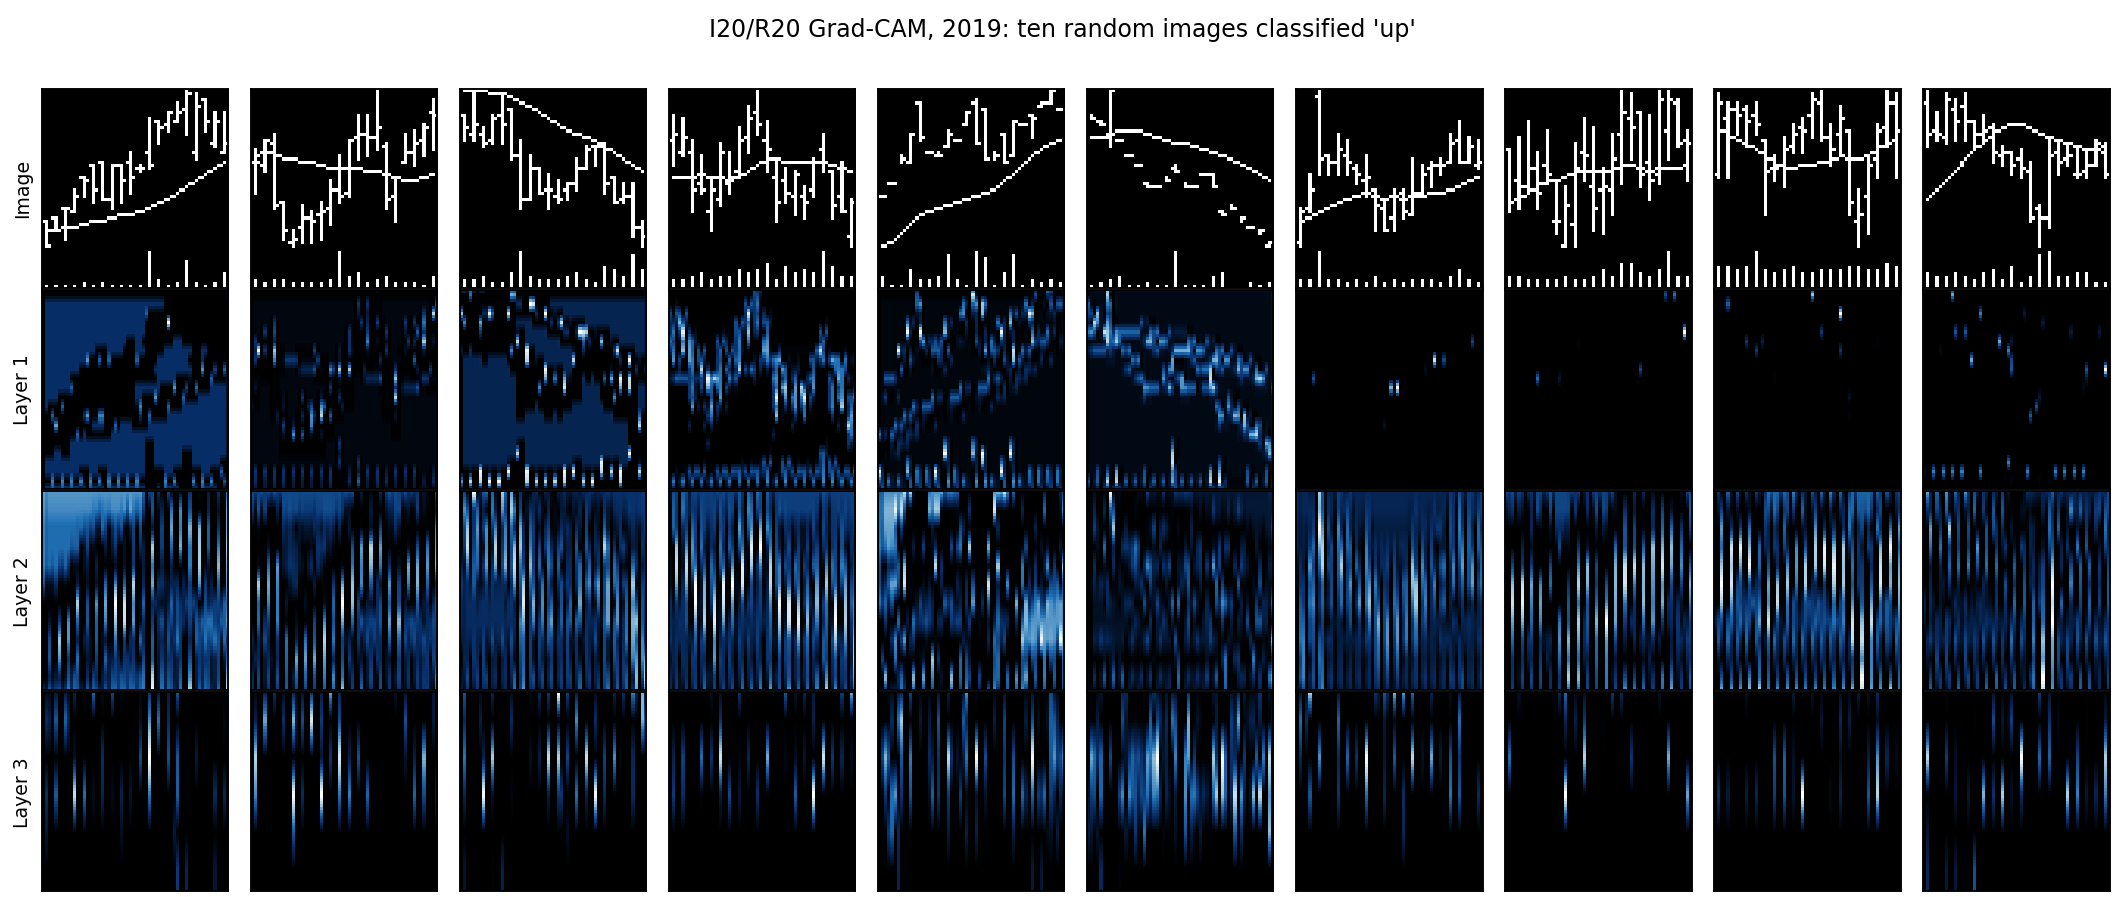 I20/R20 Grad-CAM, 2019: ten random images classified 'up'
Image
Layer 1
Layer 2
Layer 3